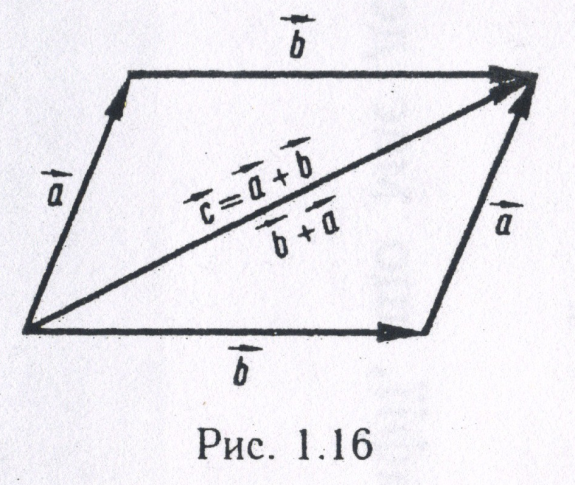 b⃗
a⃗
c⃗ = a⃗ + b⃗
b⃗ + a⃗
a⃗
b⃗
Рис. 1.16